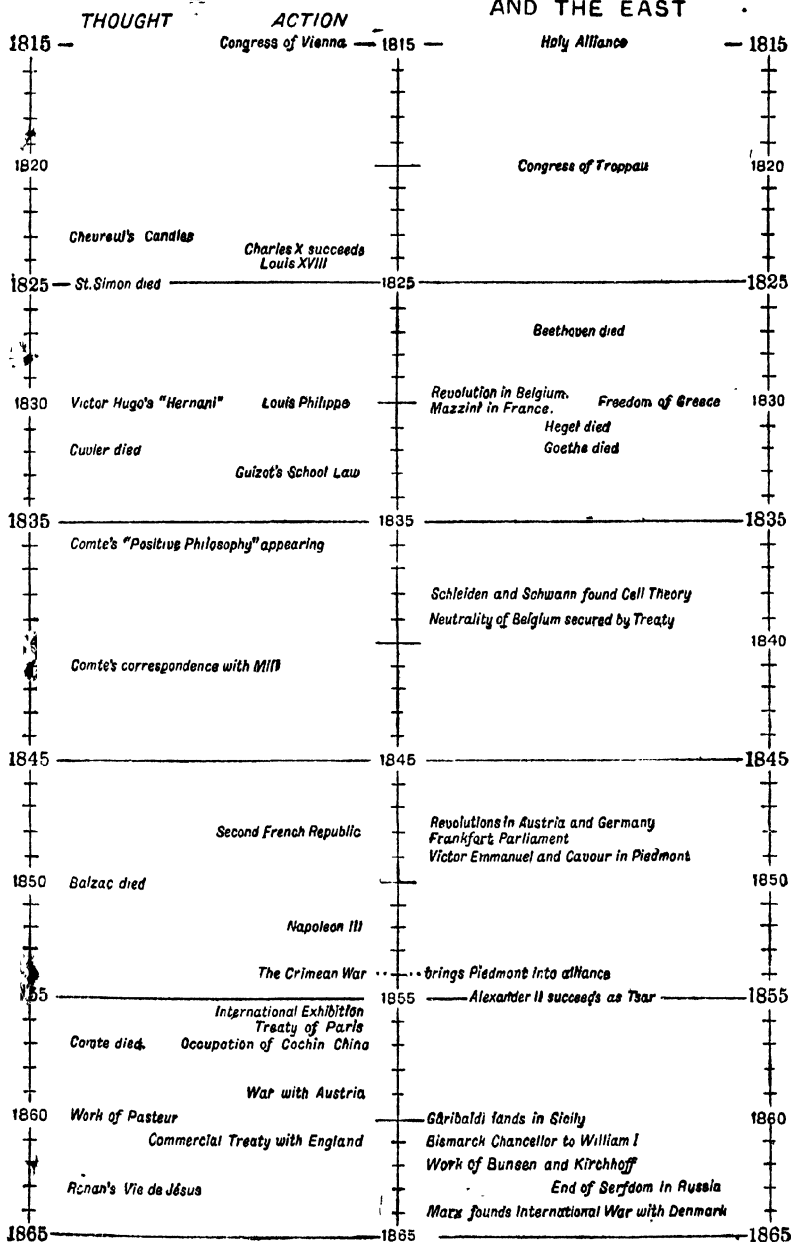 AND THE EAST
THOUGHT ACTION
1815 Congress of Vienna 1815 Holy Alliance 1815
1820 Congress of Troppau 1820
Chevreul's Candles
Charles X succeeds
Louis XVIII
1825 St. Simon died 1825 1825
Beethoven died
1830 Victor Hugo's "Hernani" Louis Philippe Revolution in Belgium. Freedom of Greece 1830
Mazzini in France.
Hegel died
Cuvier died Goethe died
Guizot's School Law
1835 1835 1835
Comte's "Positive Philosophy" appearing
Schleiden and Schwann found Cell Theory
Neutrality of Belgium secured by Treaty
1840
Comte's correspondence with Mill
1845 1845 1845
Second French Republic Revolutions in Austria and Germany
Frankfort Parliament
Victor Emmanuel and Cavour in Piedmont
1850 Balzac died 1850
Napoleon III
The Crimean War brings Piedmont into alliance
55 1855 Alexander II succeeds as Tsar 1855
International Exhibition
Treaty of Paris
Comte died. Occupation of Cochin China
War with Austria
1860 Work of Pasteur Garibaldi lands in Sicily 1860
Commercial Treaty with England Bismarck Chancellor to William I
Work of Bunsen and Kirchhoff
Renan's Vie de Jésus End of Serfdom in Russia
Marx founds International War with Denmark
1865 1865 1865